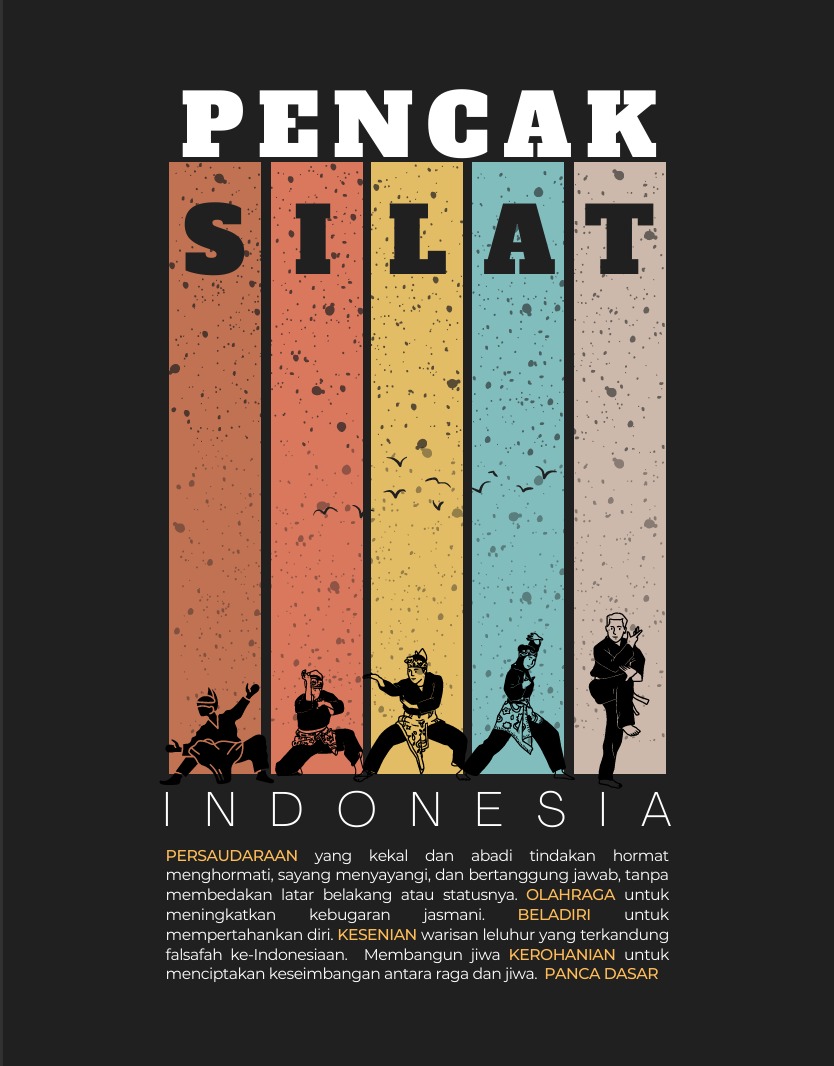 PENCAK
SILAT
INDONESIA
PERSAUDARAAN yang kekal dan abadi tindakan hormat
menghormati, sayang menyayangi, dan bertanggung jawab, tanpa
membedakan latar belakang atau statusnya. OLAHRAGA untuk
meningkatkan kebugaran jasmani. BELADIRI untuk
mempertahankan diri. KESENIAN warisan leluhur yang terkandung
falsafah ke-Indonesiaan. Membangun jiwa KEROHANIAN untuk
menciptakan keseimbangan antara raga dan jiwa. PANCA DASAR